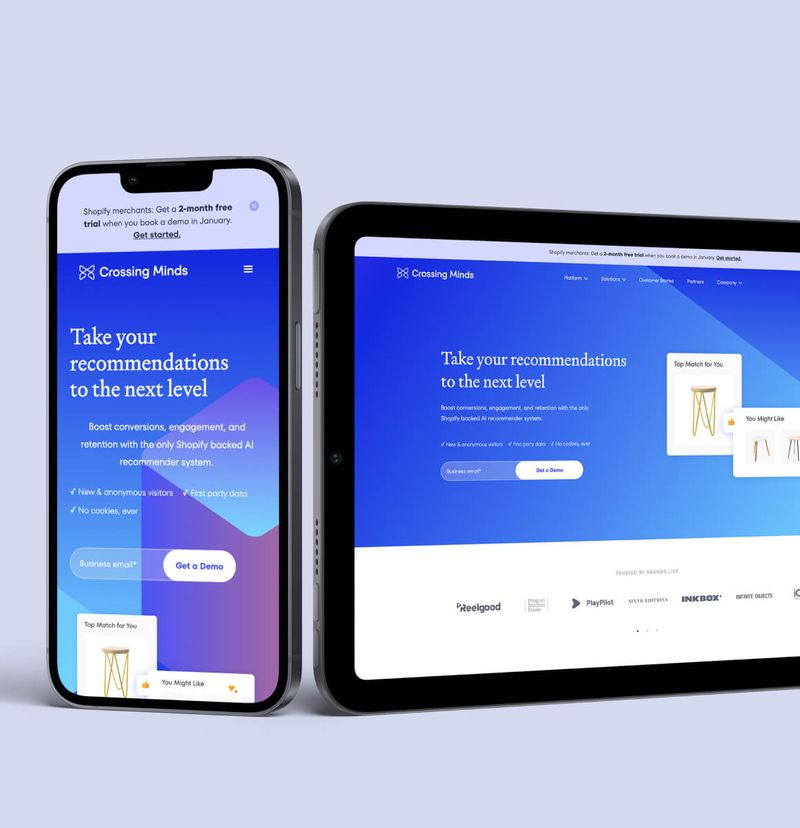 Shopify merchants: Get a 2-month free
trial when you book a demo in January.
Get started.
Crossing Minds
Take your
recommendations
to the next level
Boost conversions, engagement, and
retention with the only Shopify backed AI
recommender system.
✓ New & anonymous visitors ✓ First party data
✓ No cookies, ever
Business email* Get a Demo
Top Match for You
You Might Like
Shopify merchants: Get a 2-month free trial when you book a demo in January. Get started.
Crossing Minds
Platform Solutions Customer Stories Partners Company
Take your recommendations
to the next level
Boost conversions, engagement, and retention with the only
Shopify backed AI recommender system.
✓ New & anonymous visitors ✓ First party data ✓ No cookies, ever
Business email* Get a Demo
Top Match for You
You Might Like
TRUSTED BY BRANDS LIKE
Reelgood
Penguin
Random
House
PlayPilot
NINTH EDITIONS
INKBOX
INFINITE OBJECTS